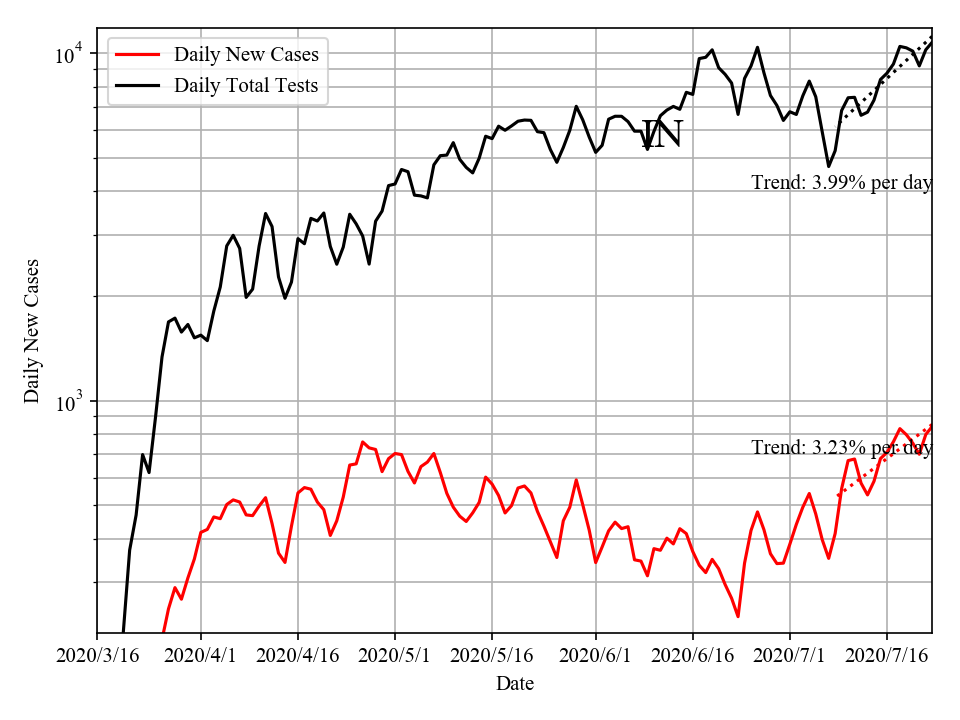 10^4
10^3
Daily New Cases
Daily New Cases
Daily Total Tests
IN
Trend: 3.99% per day
Trend: 3.23% per day
2020/3/16 2020/4/1 2020/4/16 2020/5/1 2020/5/16 2020/6/1 2020/6/16 2020/7/1 2020/7/16
Date